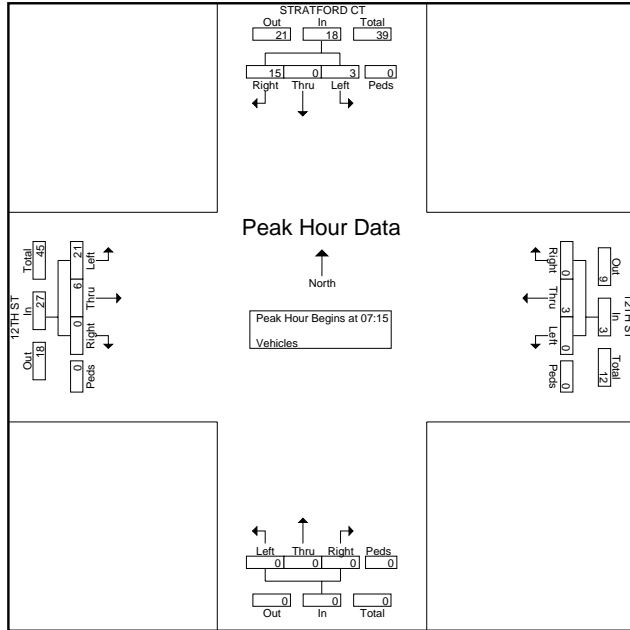 STRATFORD CT
Out In Total
21 18 39
15 0 3 0
Right Thru Left Peds
Peak Hour Data
North
Peak Hour Begins at 07:15
Vehicles
12TH ST
Total In Out
45 27 18
21 6 0 0
Left Thru Right Peds
Right Thru Left Peds
0 3 0 0
Out In Total
9 3 12
12TH ST
Left Thru Right Peds
0 0 0 0
0 0 0
Out In Total